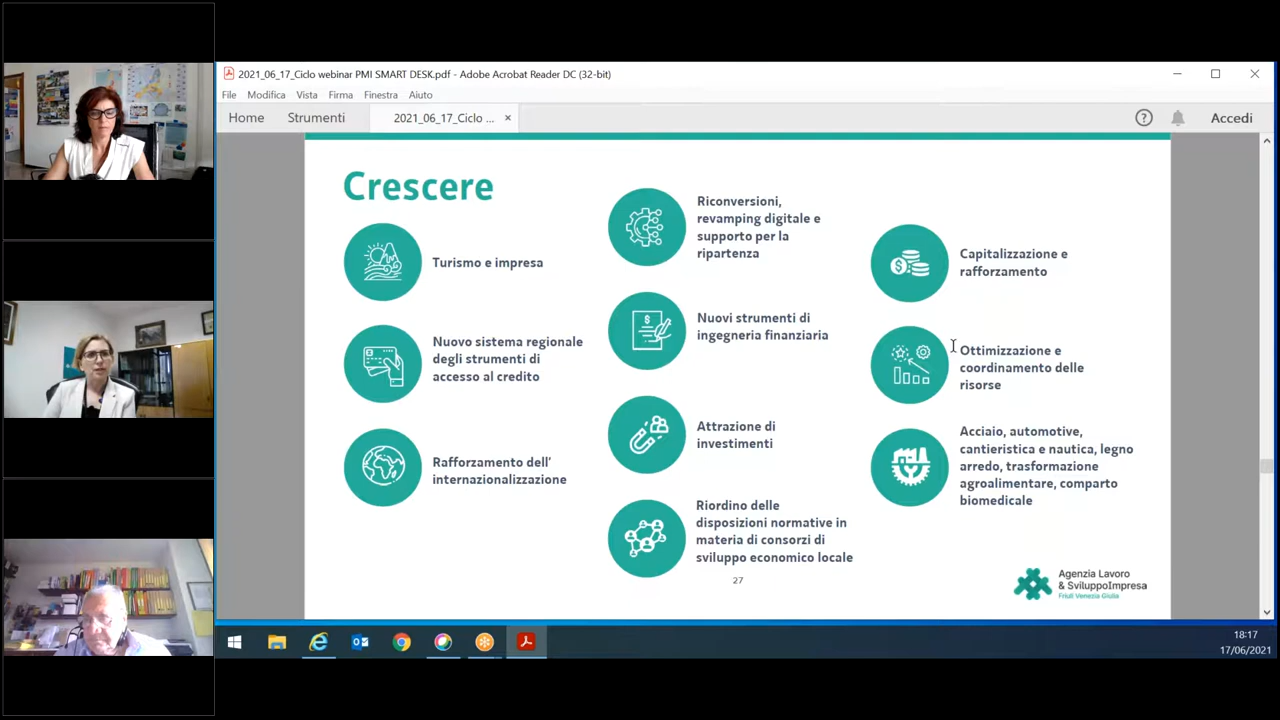 2021_06_17_Ciclo webinar PMI SMART DESK.pdf - Adobe Acrobat Reader DC (32-bit)
File Modifica Vista Firma Finestra Aiuto
Home Strumenti 2021_06_17_Ciclo ... × Accedi
Crescere
Turismo e impresa
Nuovo sistema regionale
degli strumenti di
accesso al credito
Rafforzamento dell'
internazionalizzazione
Riconversioni,
revamping digitale e
supporto per la
ripartenza
Nuovi strumenti di
ingegneria finanziaria
Attrazione di
investimenti
Riordino delle
disposizioni normative in
materia di consorzi di
sviluppo economico locale
Capitalizzazione e
rafforzamento
Ottimizzazione e
coordinamento delle
risorse
Acciaio, automotive,
cantieristica e nautica, legno
arredo, trasformazione
agroalimentare, comparto
biomedicale
27
Agenzia Lavoro
& SviluppoImpresa
Friuli Venezia Giulia
18:17
17/06/2021